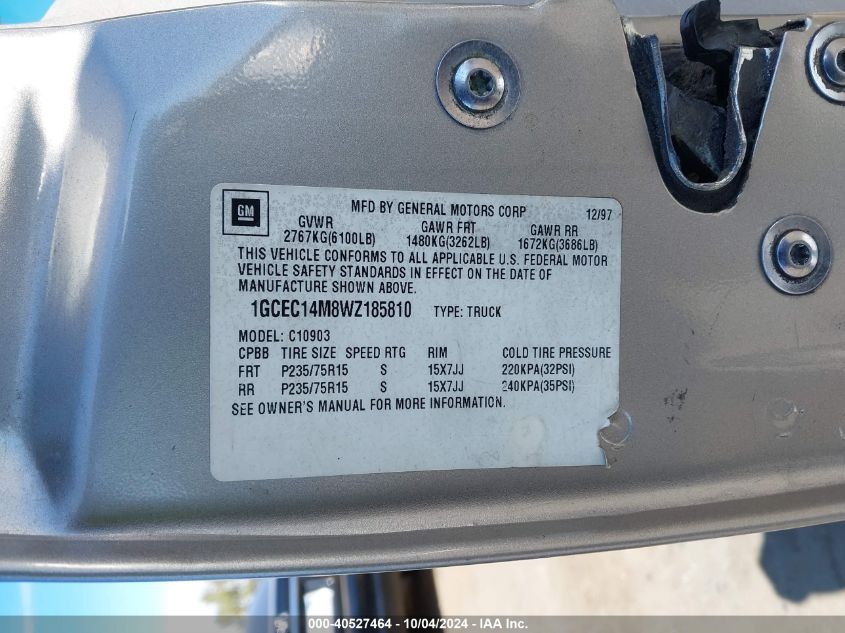 GM
MFD BY GENERAL MOTORS CORP 12/97
GVWR GAWR FRT GAWR RR
2767KG(6100LB) 1480KG(3262LB) 1672KG(3686LB)
THIS VEHICLE CONFORMS TO ALL APPLICABLE U.S. FEDERAL MOTOR
VEHICLE SAFETY STANDARDS IN EFFECT ON THE DATE OF
MANUFACTURE SHOWN ABOVE.
1GCEC14M8WZ185810 TYPE: TRUCK
MODEL: C10903
CPBB TIRE SIZE SPEED RTG RIM COLD TIRE PRESSURE
FRT P235/75R15 S 15X7JJ 220KPA(32PSI)
RR P235/75R15 S 15X7JJ 240KPA(35PSI)
SEE OWNER'S MANUAL FOR MORE INFORMATION.
000-40527464 - 10/04/2024 - IAA Inc.